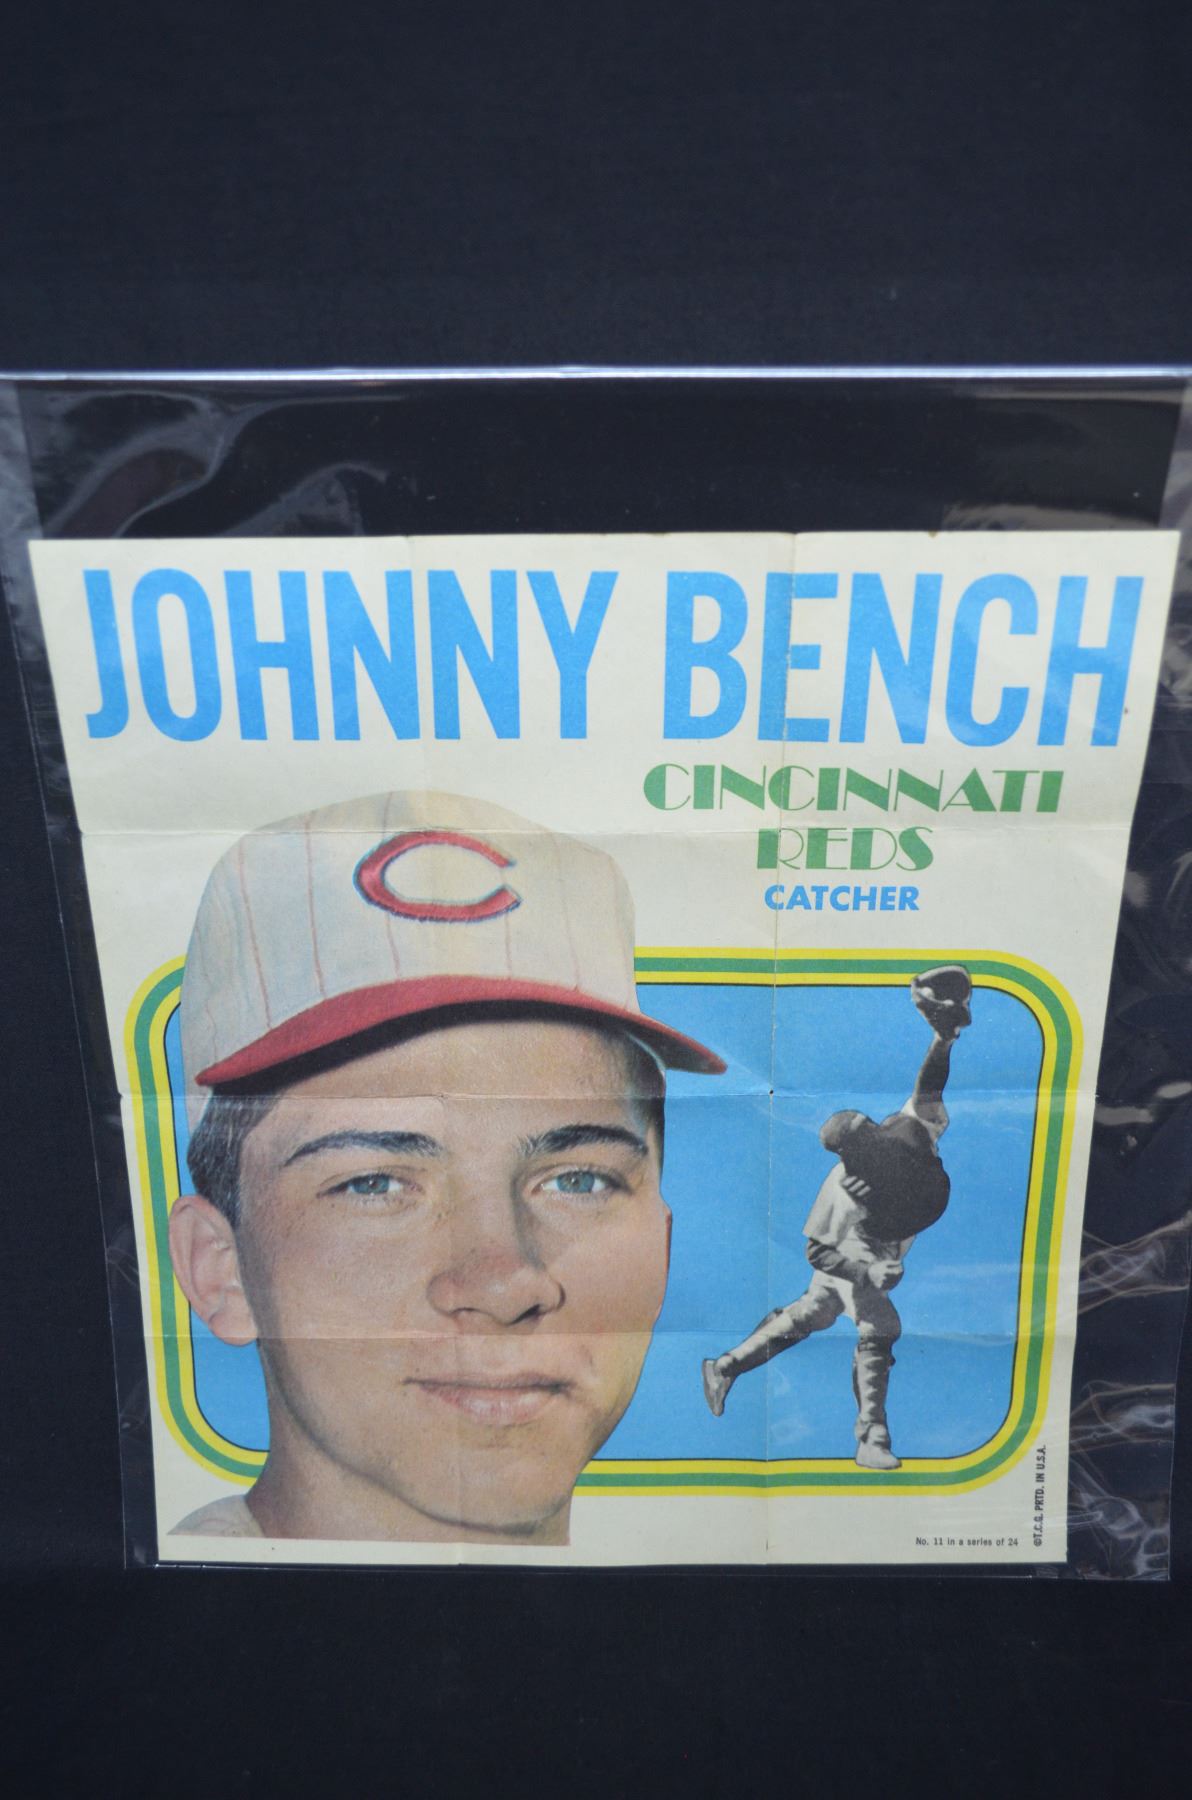 JOHNNY BENCH
CINCINNATI
REDS
CATCHER
C
No. 11 in a series of 24
©T.C.G. PRTD. IN U.S.A.